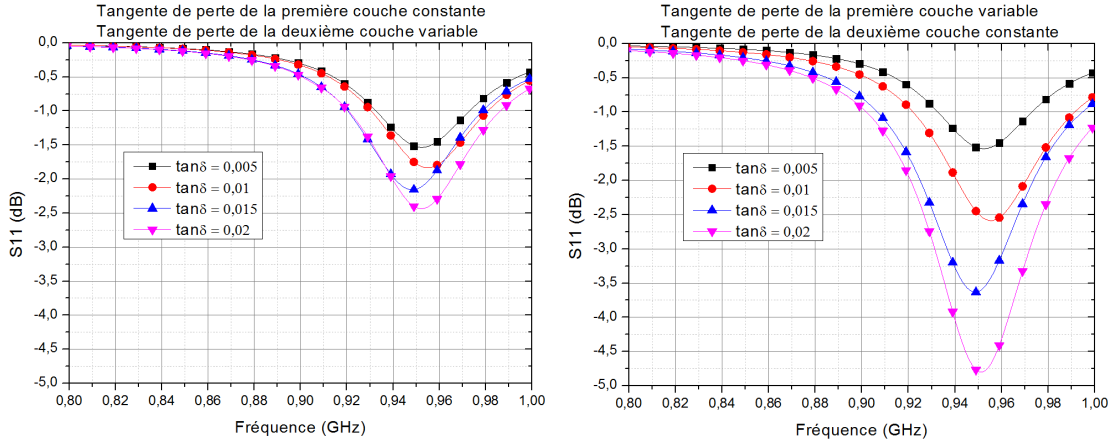 Tangente de perte de la première couche constante
Tangente de perte de la deuxième couche variable
0,0
-0,5
-1,0
-1,5
-2,0
-2,5
-3,0
-3,5
-4,0
-4,5
-5,0
S11 (dB)
tanδ = 0,005
tanδ = 0,01
tanδ = 0,015
tanδ = 0,02
0,80 0,82 0,84 0,86 0,88 0,90 0,92 0,94 0,96 0,98 1,00
Fréquence (GHz)
Tangente de perte de la première couche variable
Tangente de perte de la deuxième couche constante
0,0
-0,5
-1,0
-1,5
-2,0
-2,5
-3,0
-3,5
-4,0
-4,5
-5,0
S11 (dB)
tanδ = 0,005
tanδ = 0,01
tanδ = 0,015
tanδ = 0,02
0,80 0,82 0,84 0,86 0,88 0,90 0,92 0,94 0,96 0,98 1,00
Fréquence (GHz)